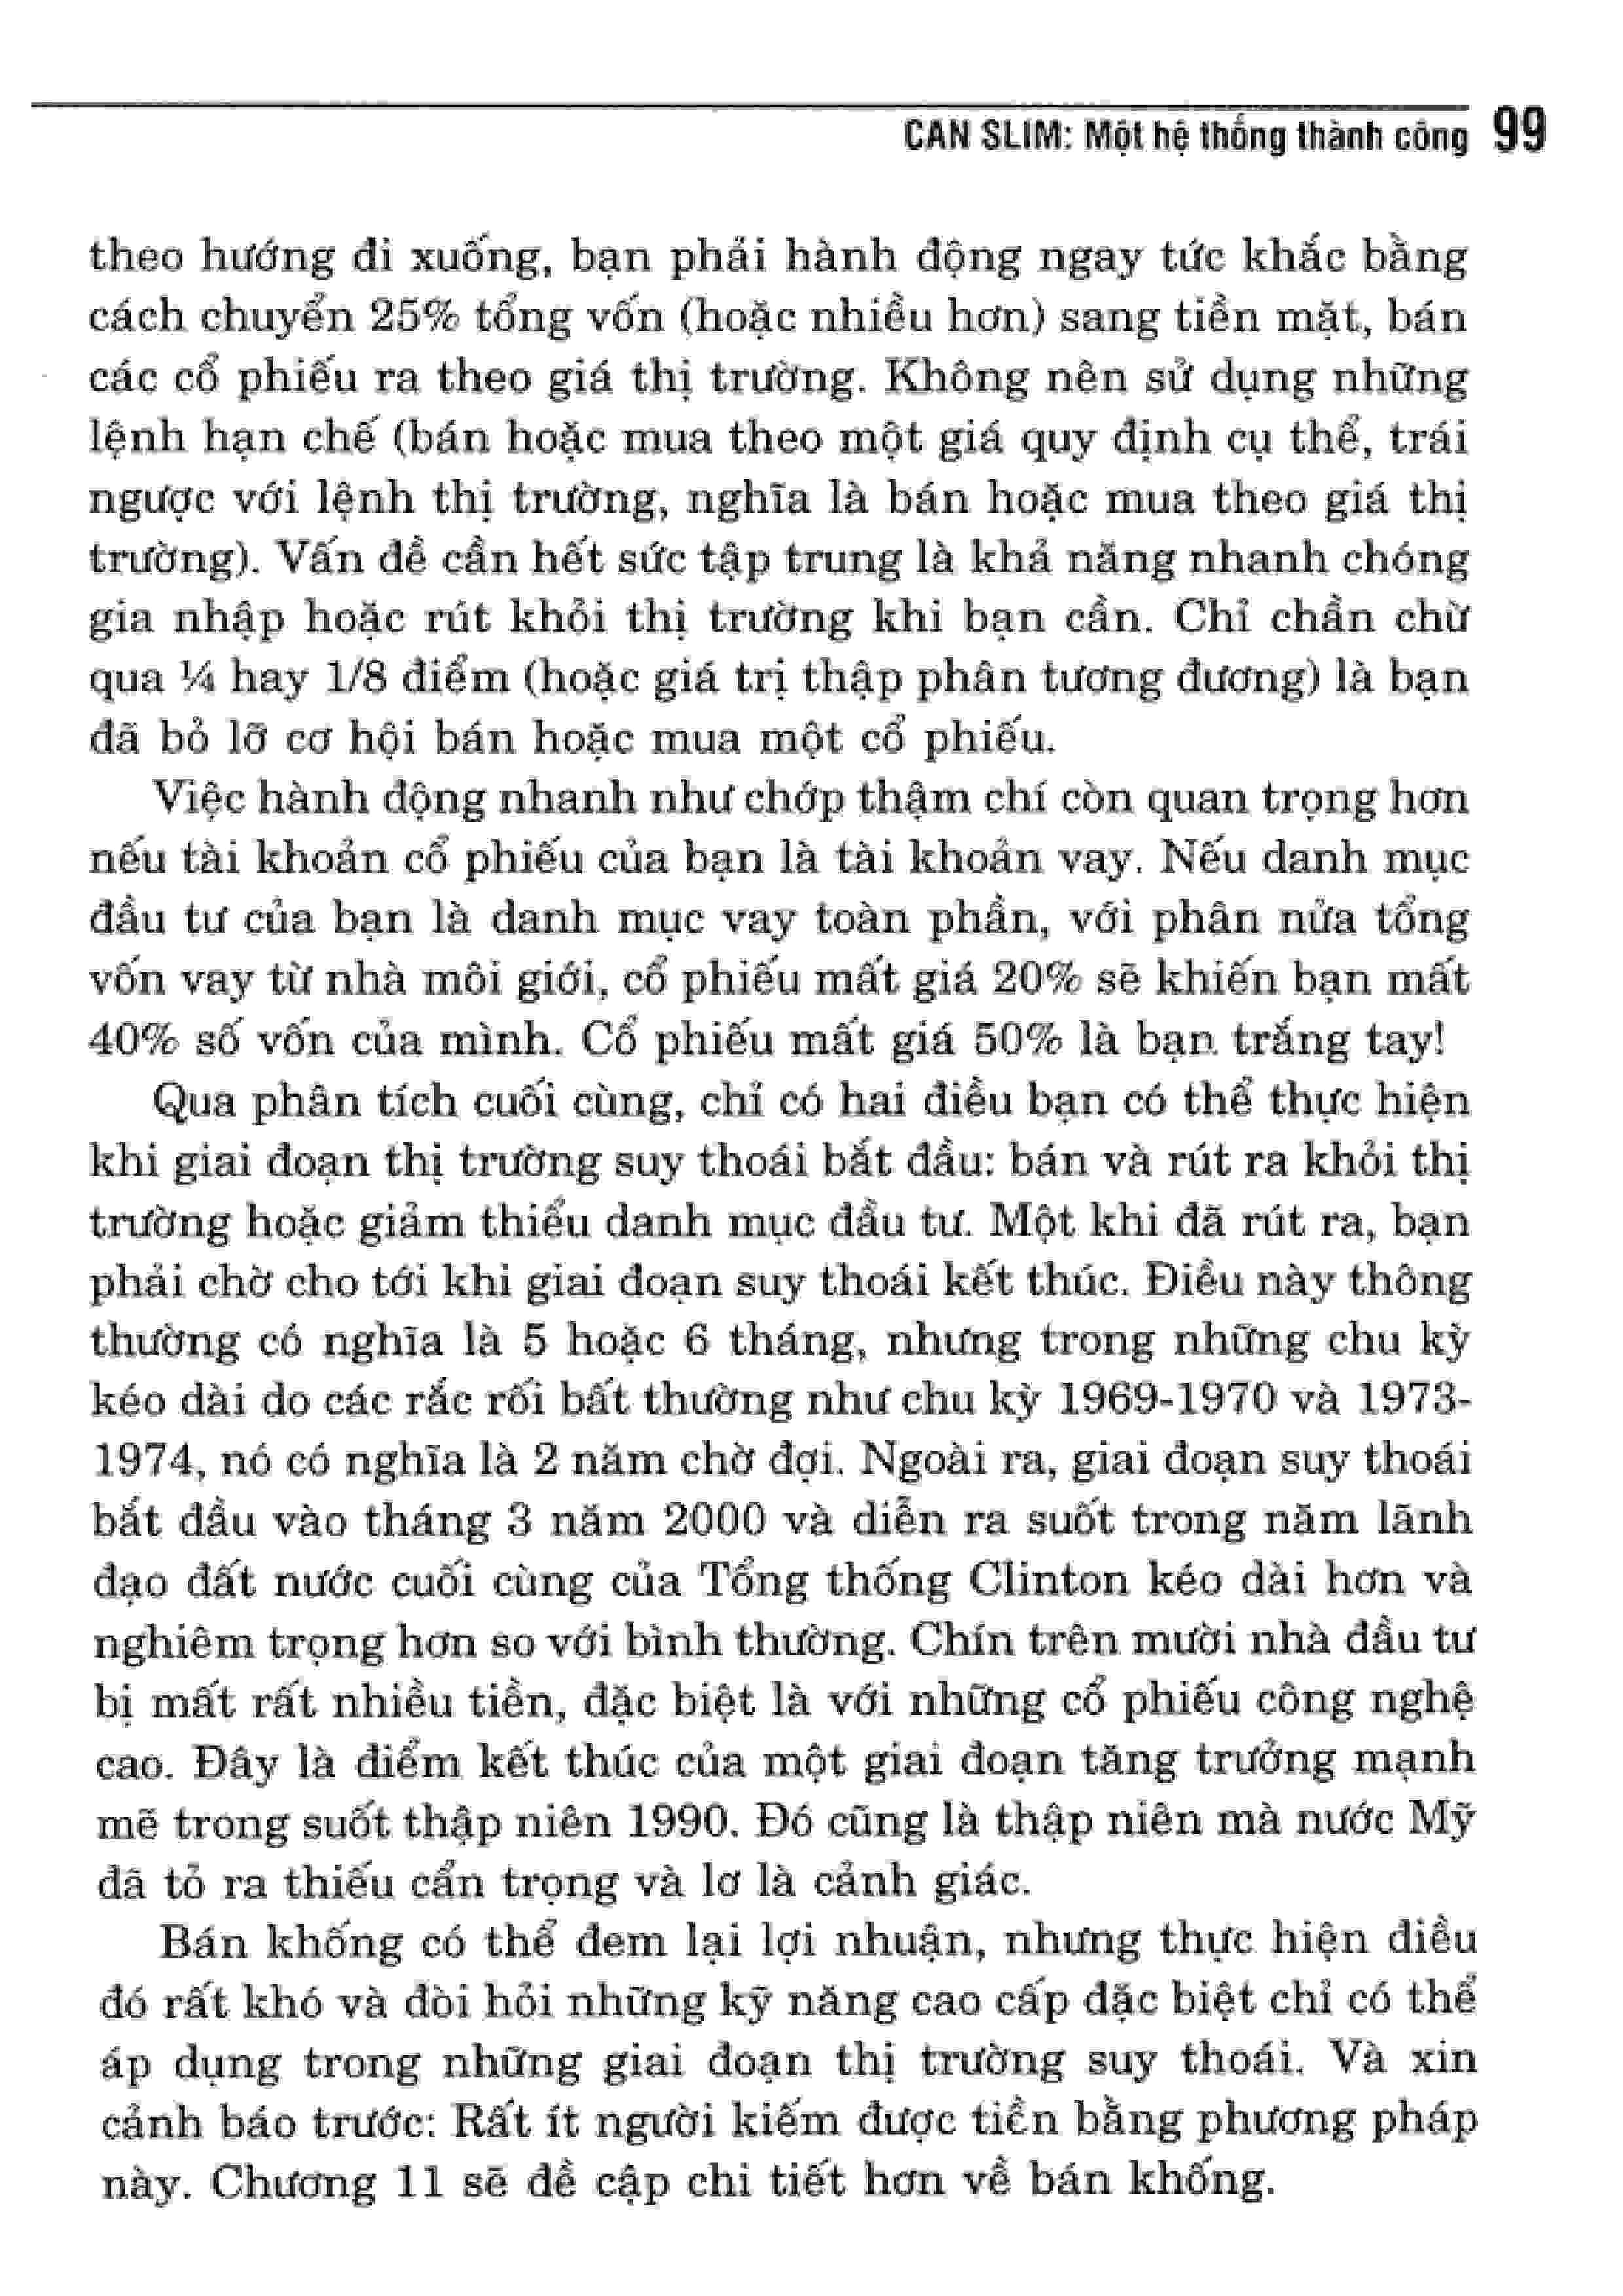 CAN SLIM: Một hệ thống thành công 99
theo hướng đi xuống, bạn phải hành động ngay tức khắc bằng
cách chuyển 25% tổng vốn (hoặc nhiều hơn) sang tiền mặt, bán
các cổ phiếu ra theo giá thị trường. Không nên sử dụng những
lệnh hạn chế (bán hoặc mua theo một giá quy định cụ thể, trái
ngược với lệnh thị trường, nghĩa là bán hoặc mua theo giá thị
trường). Vấn đề cần hết sức tập trung là khả năng nhanh chóng
gia nhập hoặc rút khỏi thị trường khi bạn cần. Chỉ chần chừ
qua ¼ hay 1/8 điểm (hoặc giá trị thập phân tương đương) là bạn
đã bỏ lỡ cơ hội bán hoặc mua một cổ phiếu.
Việc hành động nhanh như chớp thậm chí còn quan trọng hơn
nếu tài khoản cổ phiếu của bạn là tài khoản vay. Nếu danh mục
đầu tư của bạn là danh mục vay toàn phần, với phân nửa tổng
vốn vay từ nhà môi giới, cổ phiếu mất giá 20% sẽ khiến bạn mất
40% số vốn của mình. Cổ phiếu mất giá 50% là bạn trắng tay!
Qua phân tích cuối cùng, chỉ có hai điều bạn có thể thực hiện
khi giai đoạn thị trường suy thoái bắt đầu: bán và rút ra khỏi thị
trường hoặc giảm thiểu danh mục đầu tư. Một khi đã rút ra, bạn
phải chờ cho tới khi giai đoạn suy thoái kết thúc. Điều này thông
thường có nghĩa là 5 hoặc 6 tháng, nhưng trong những chu kỳ
kéo dài do các rắc rối bất thường như chu kỳ 1969-1970 và 1973-
1974, nó có nghĩa là 2 năm chờ đợi. Ngoài ra, giai đoạn suy thoái
bắt đầu vào tháng 3 năm 2000 và diễn ra suốt trong năm lãnh
đạo đất nước cuối cùng của Tổng thống Clinton kéo dài hơn và
nghiêm trọng hơn so với bình thường. Chín trên mười nhà đầu tư
bị mất rất nhiều tiền, đặc biệt là với những cổ phiếu công nghệ
cao. Đây là điểm kết thúc của một giai đoạn tăng trưởng mạnh
mẽ trong suốt thập niên 1990. Đó cũng là thập niên mà nước Mỹ
đã tỏ ra thiếu cẩn trọng và lơ là cảnh giác.
Bán khống có thể đem lại lợi nhuận, nhưng thực hiện điều
đó rất khó và đòi hỏi những kỹ năng cao cấp đặc biệt chỉ có thể
áp dụng trong những giai đoạn thị trường suy thoái. Và xin
cảnh báo trước: Rất ít người kiếm được tiền bằng phương pháp
này. Chương 11 sẽ đề cập chi tiết hơn về bán khống.